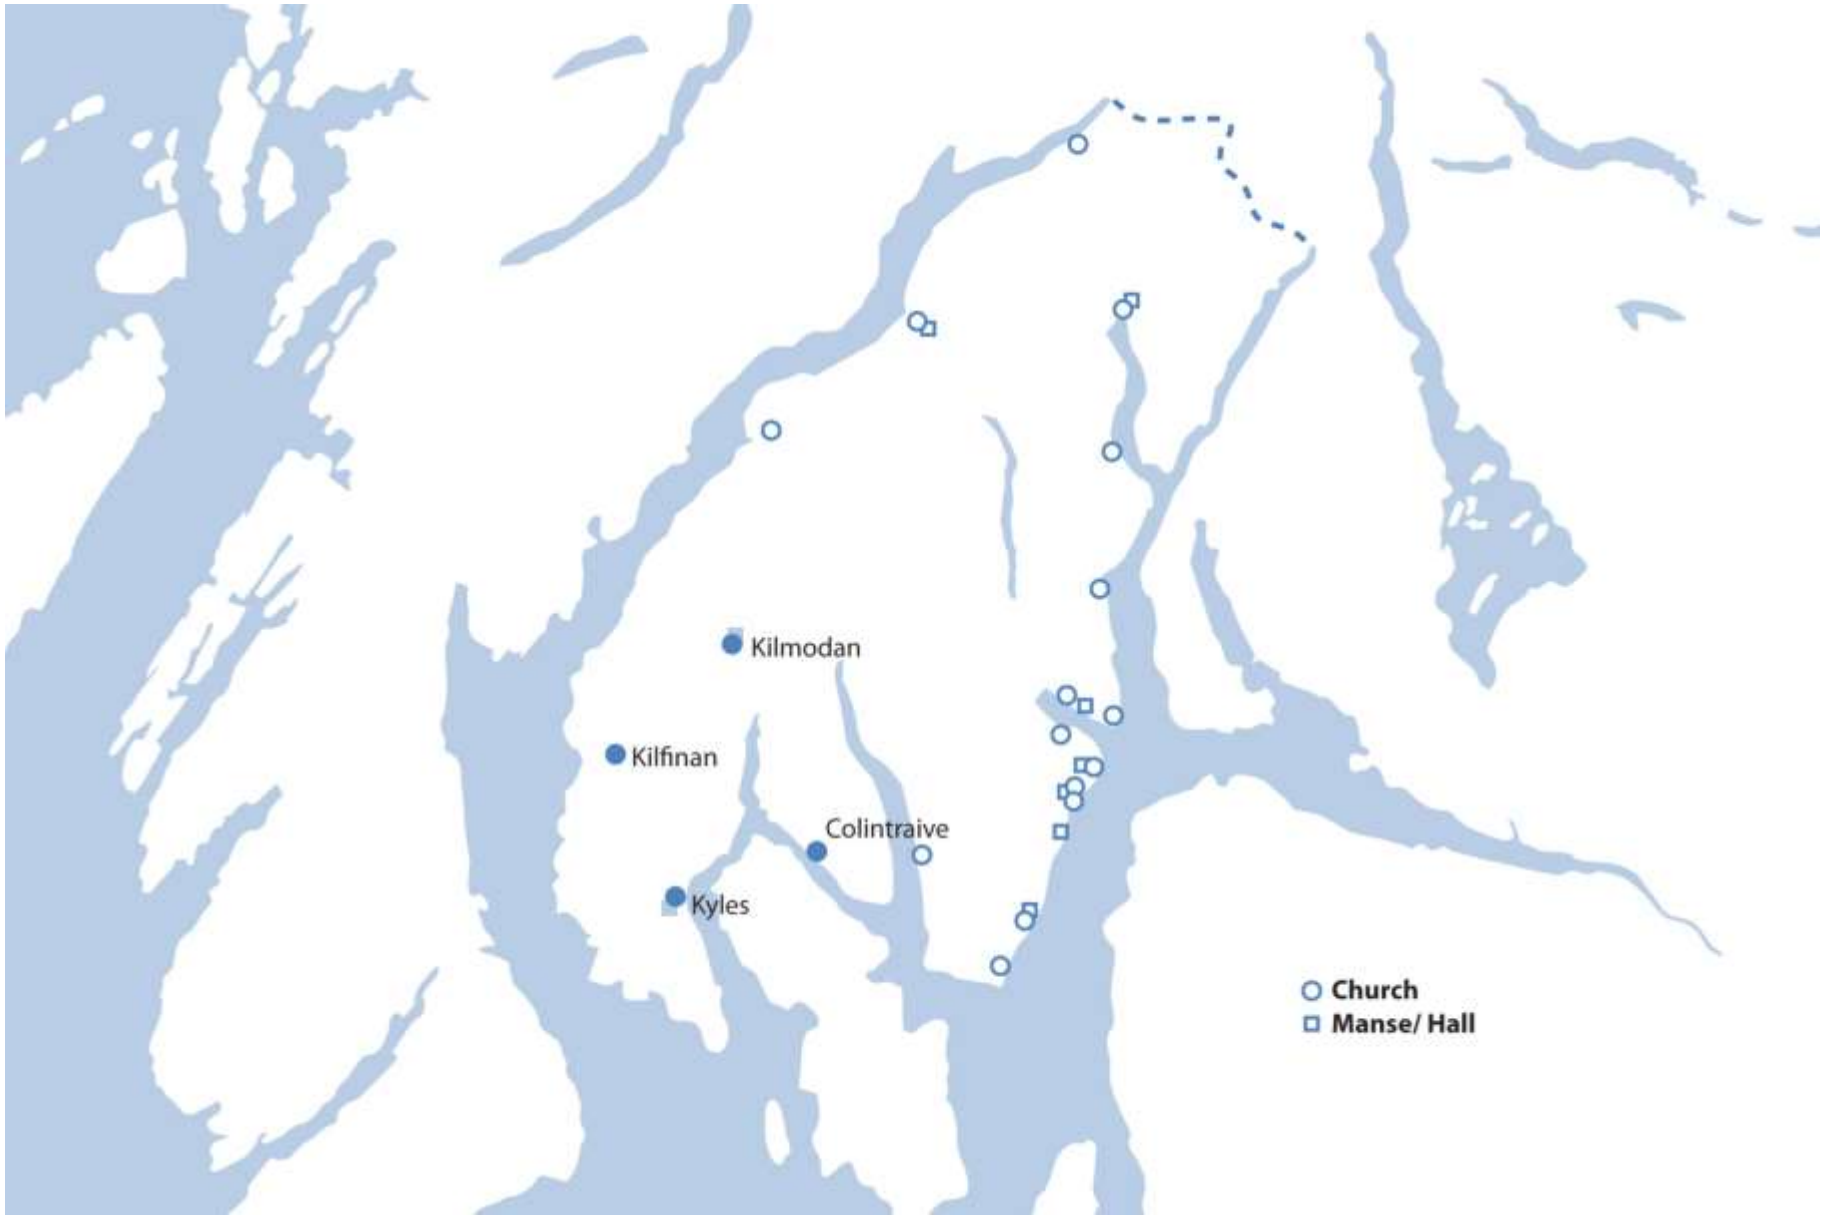 Kilmodan
Kilfinan
Colintraive
Kyles
Church
Manse/ Hall